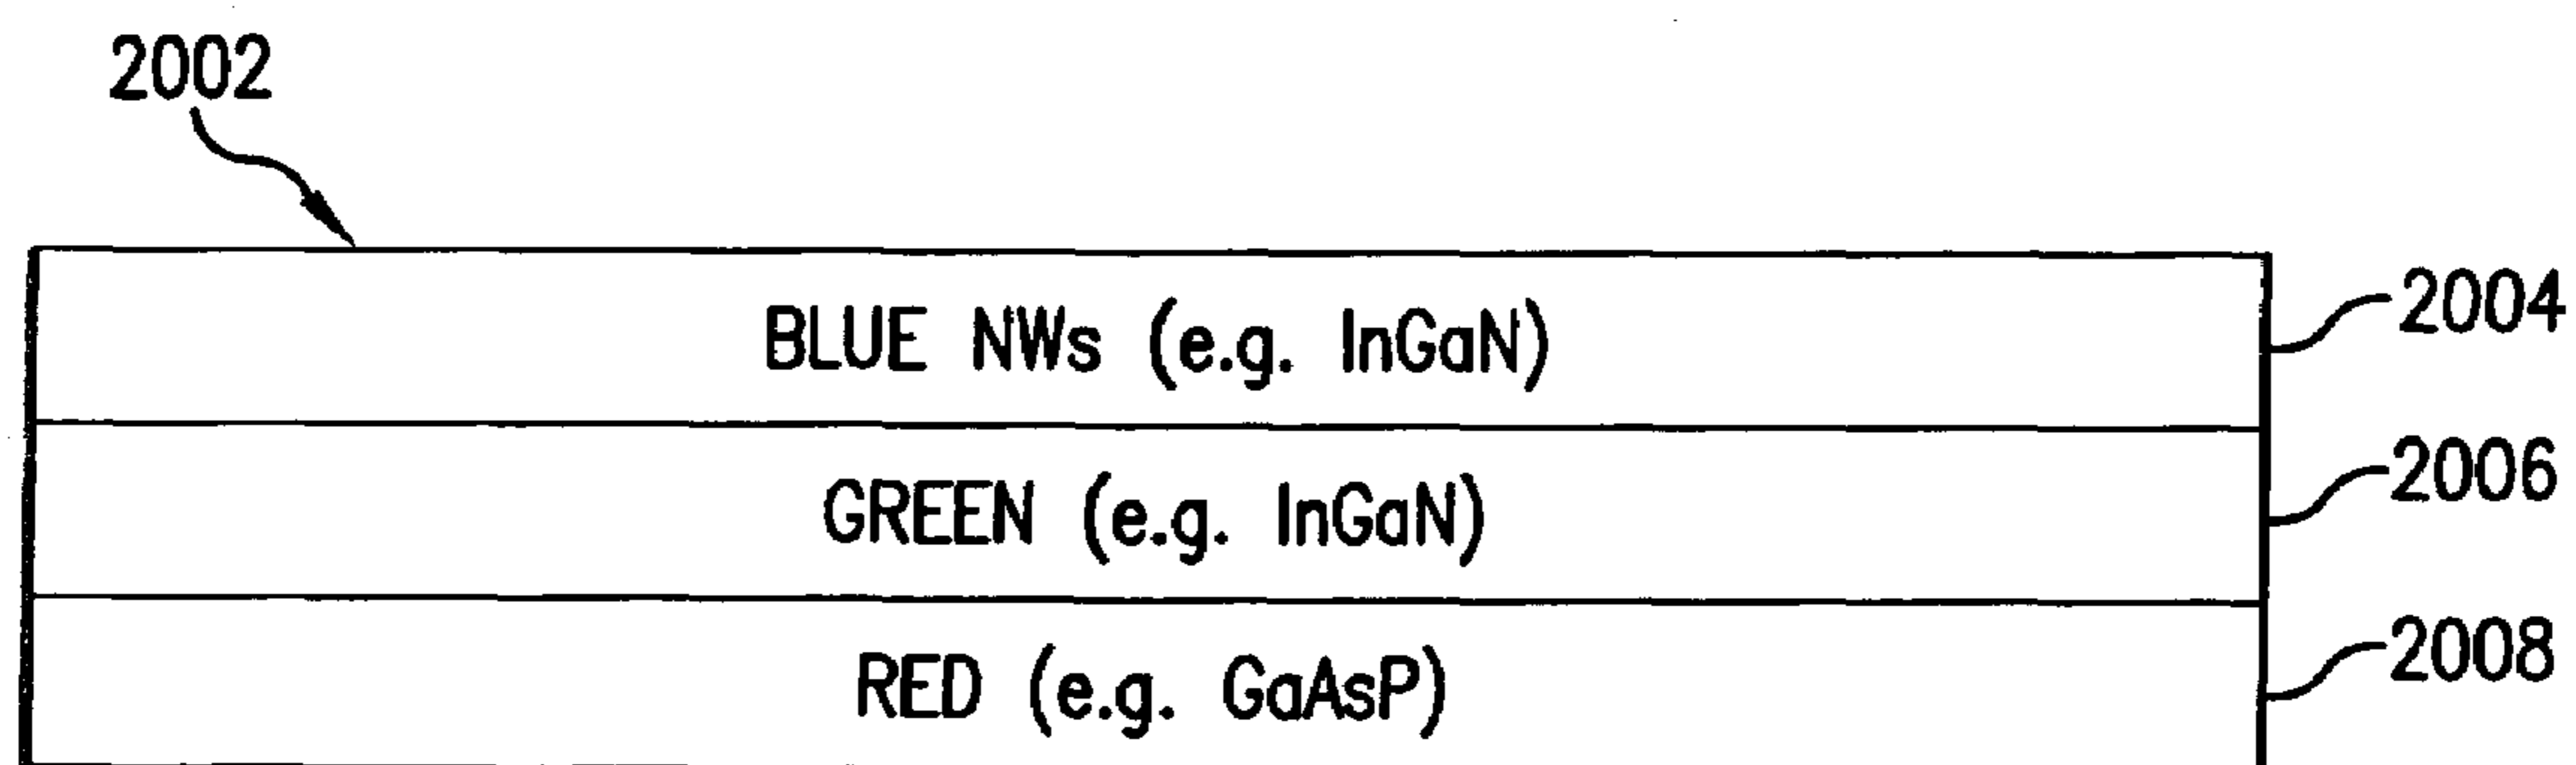 2002
BLUE NWs (e.g. InGaN)
2004
GREEN (e.g. InGaN)
2006
RED (e.g. GaAsP)
2008